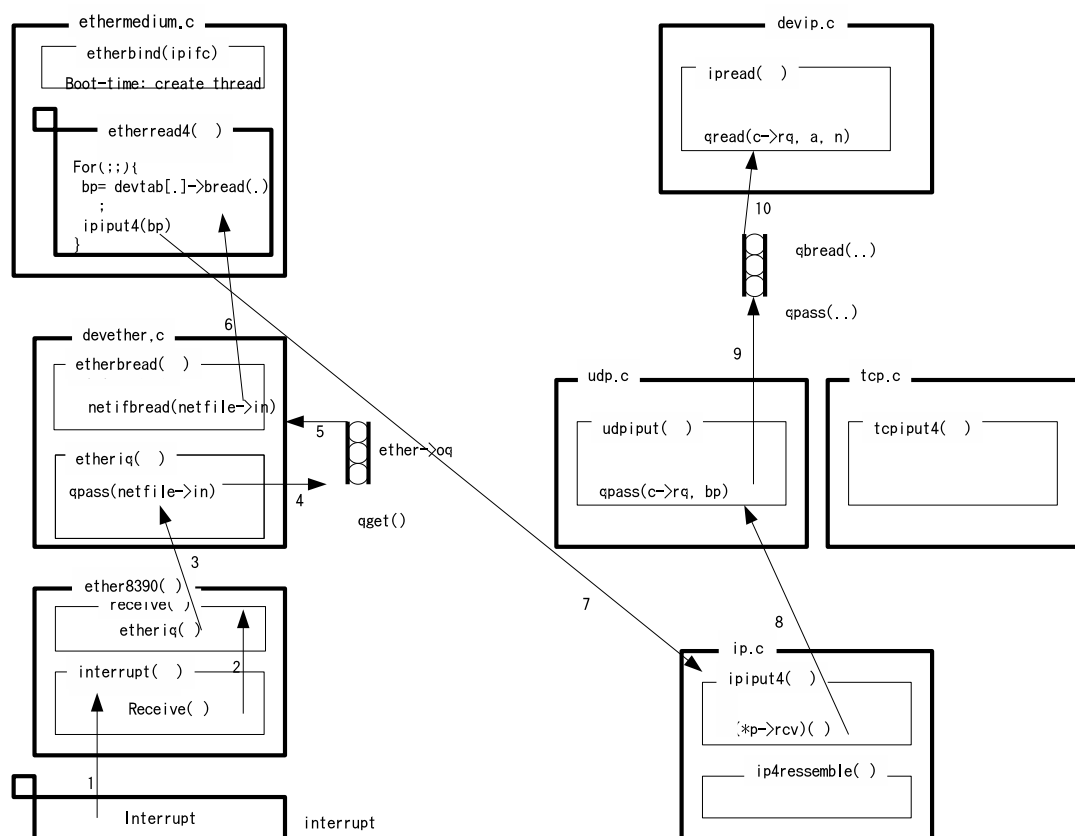 ethermedium.c
etherbind(ipifc)
Boot-time: create thread
etherread4( )
For(;;){
bp= devtab[.]->bread(.)
;
ipiput4(bp)
}
6
devether,c
etherbread( )
netifbread(netfile->in)
5
ether->oq
etheriq( )
qpass(netfile->in)
4
qget()
3
ether8390( )
receive( )
etheriq( )
2
interrupt( )
Receive( )
1
Interrupt
interrupt
devip.c
ipread( )
qread(c->rq, a, n)
10
qbread(..)
qpass(..)
9
udp.c
udpiput( )
qpass(c->rq, bp)
tcp.c
tcpiput4( )
7
8
ip.c
ipiput4( )
(*p->rcv)( )
ip4ressemble( )